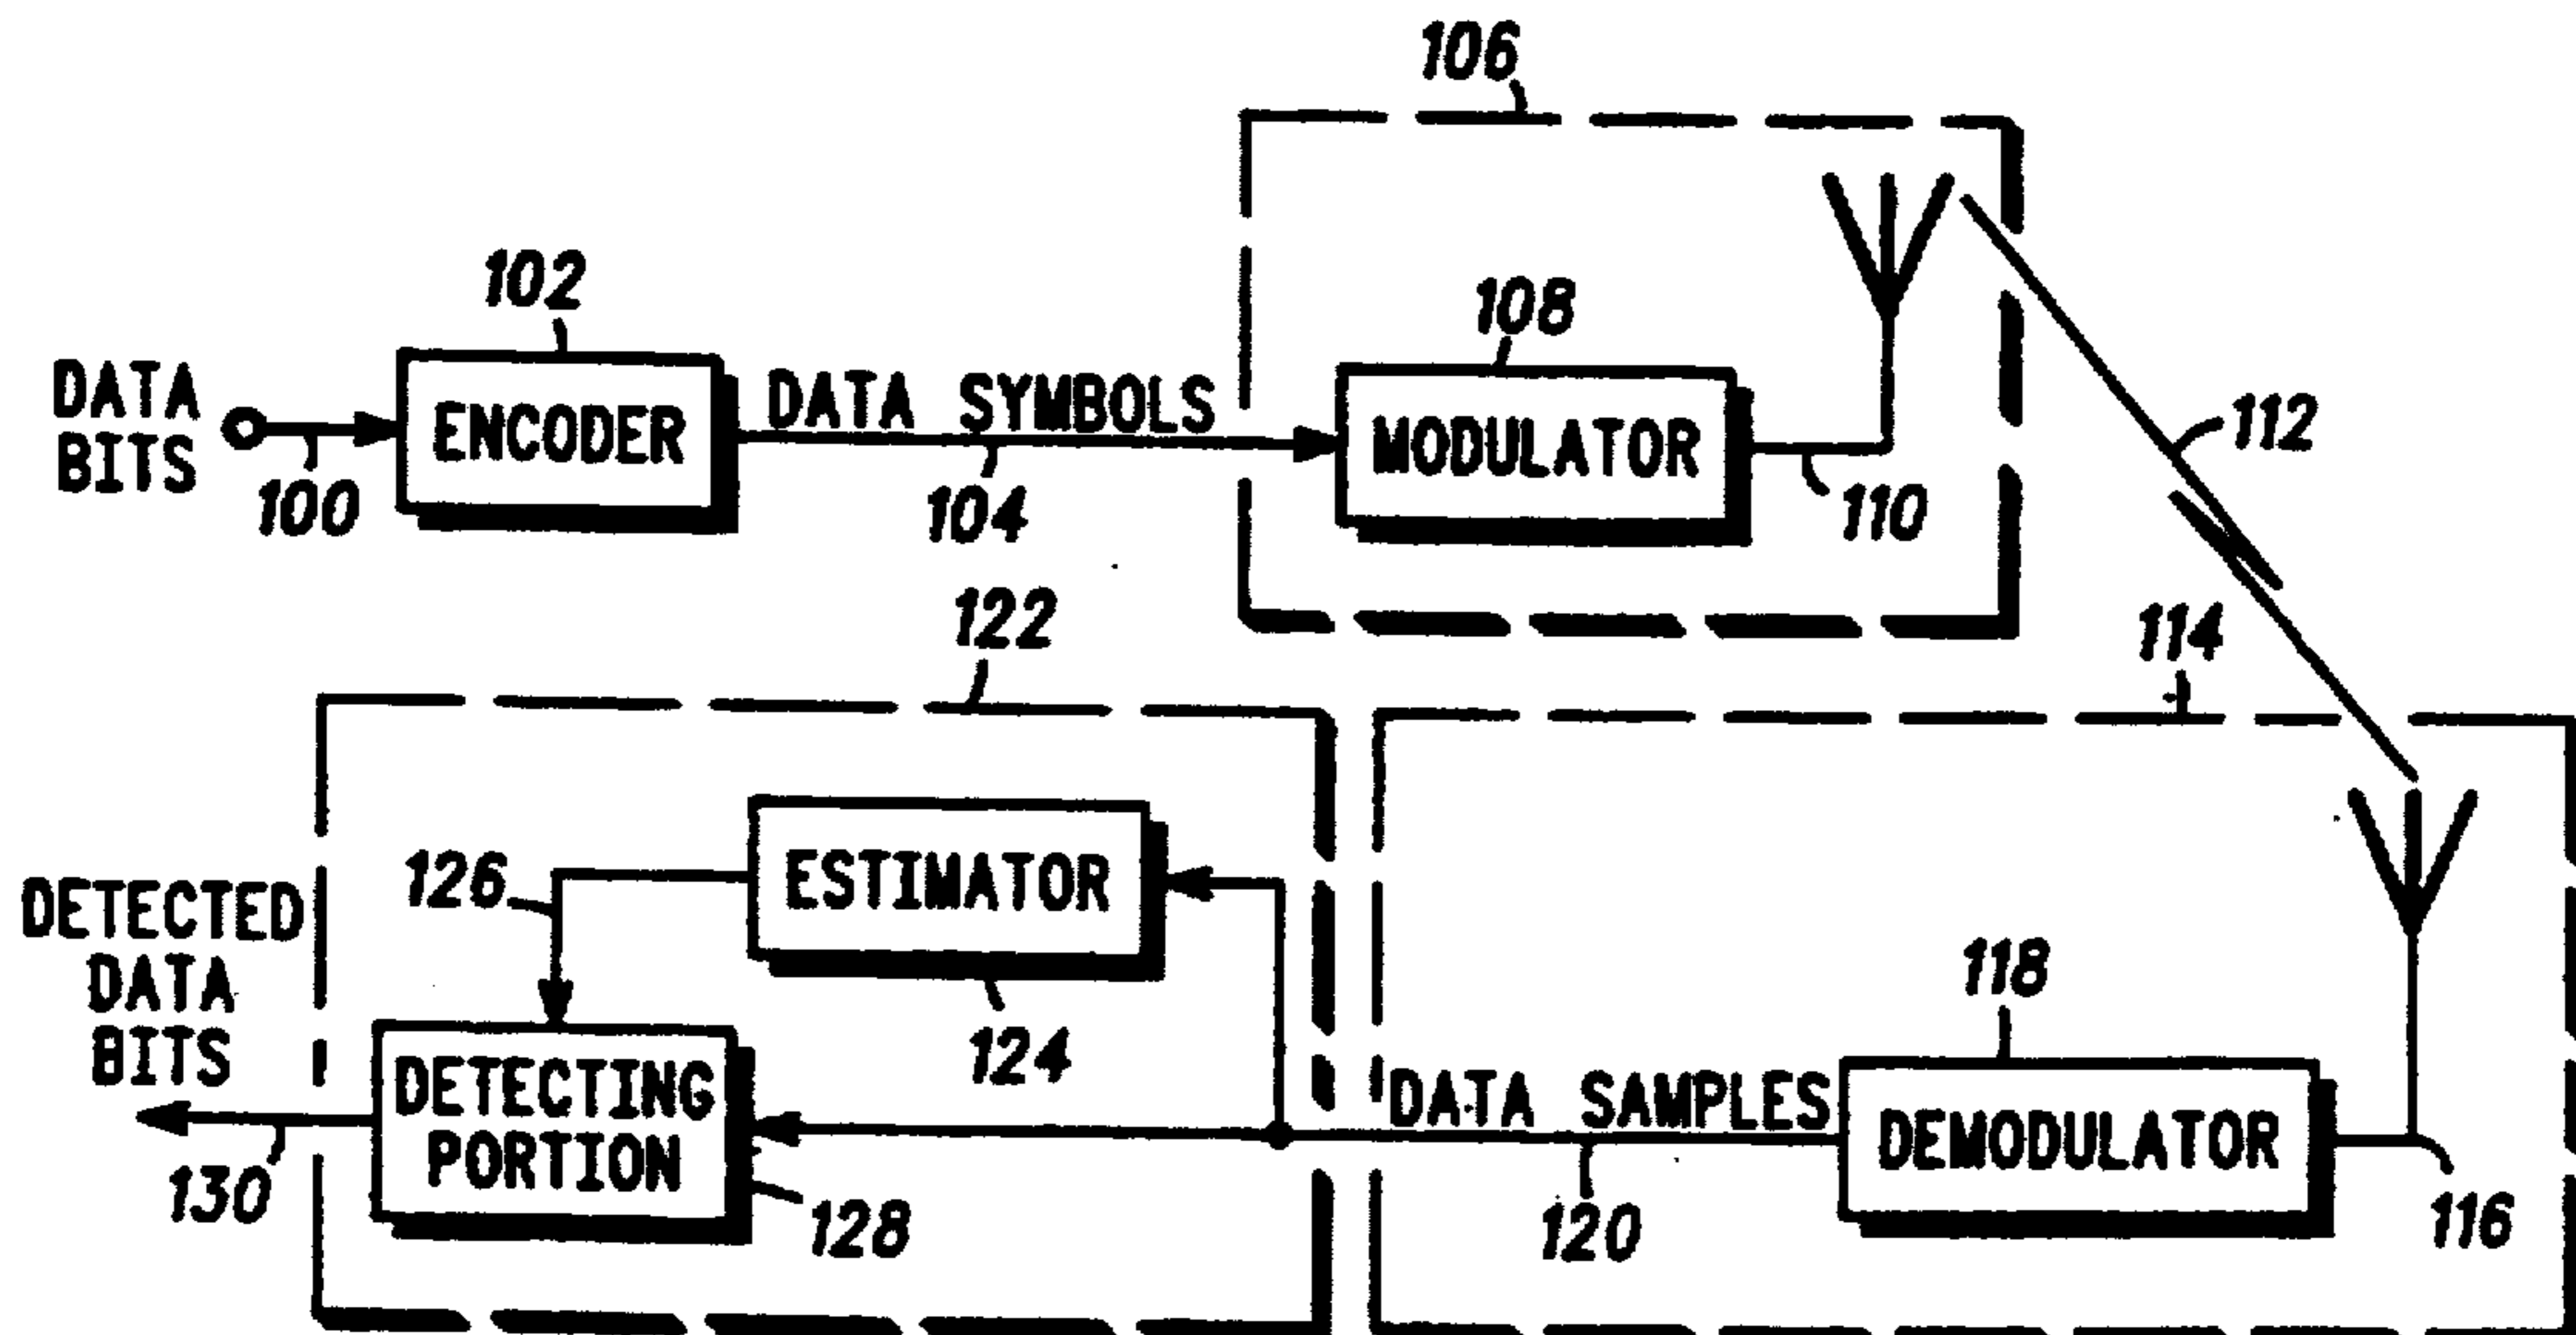 106
102
108
DATA
BITS
ENCODER
DATA SYMBOLS
MODULATOR
112
100
104
110
122
114
ESTIMATOR
126
DETECTED
DATA
BITS
118
124
DETECTING
PORTION
DATA SAMPLES
DEMODULATOR
130
128
120
116